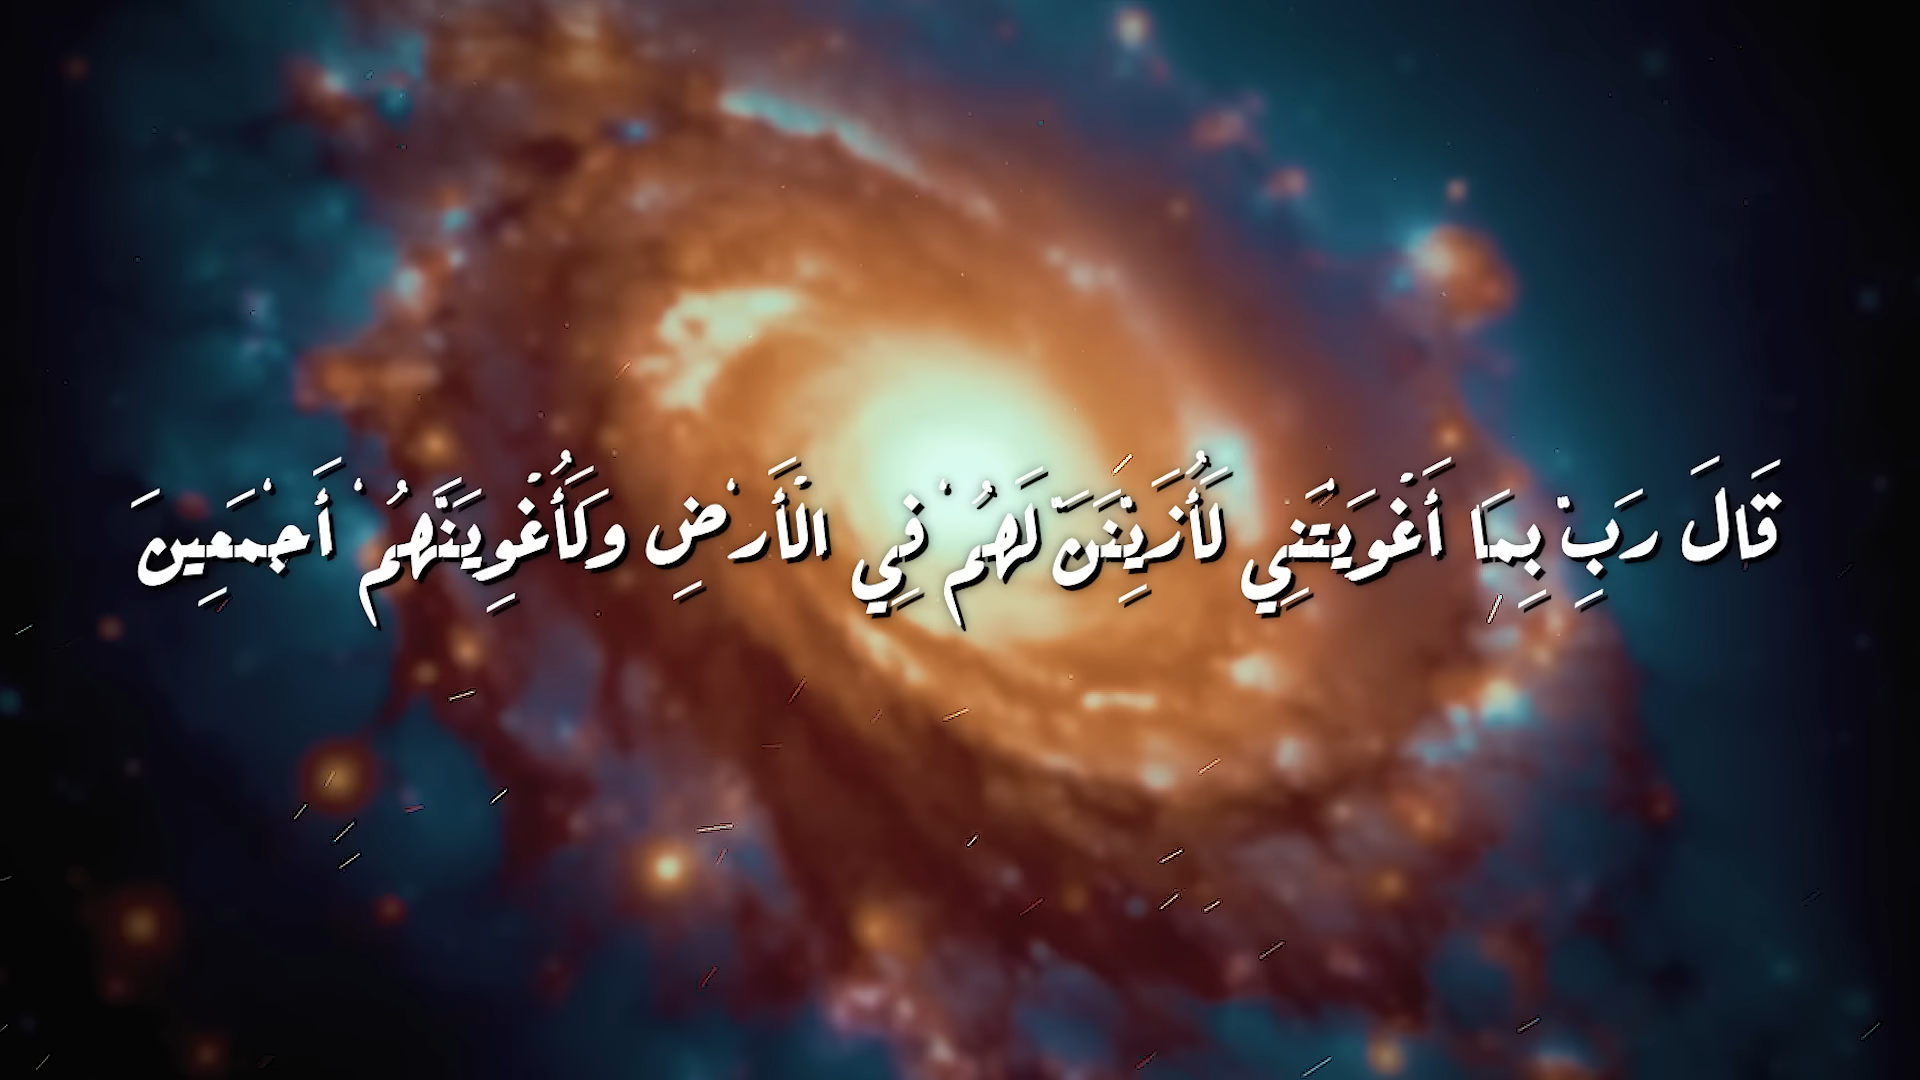 قَالَ رَبِّ بِمَا أَغْوَيْتَنِي لَأُزَيِّنَنَّ لَهُمْ فِي الْأَرْضِ وَلَأُغْوِيَنَّهُمْ أَجْمَعِينَ